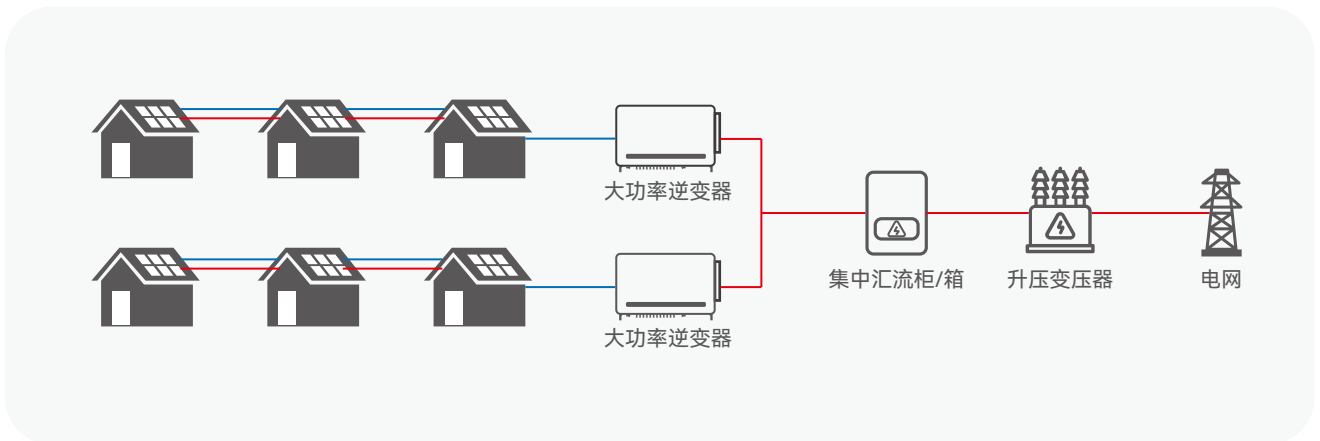 大功率逆变器
集中汇流柜/箱
升压变压器
电网
大功率逆变器